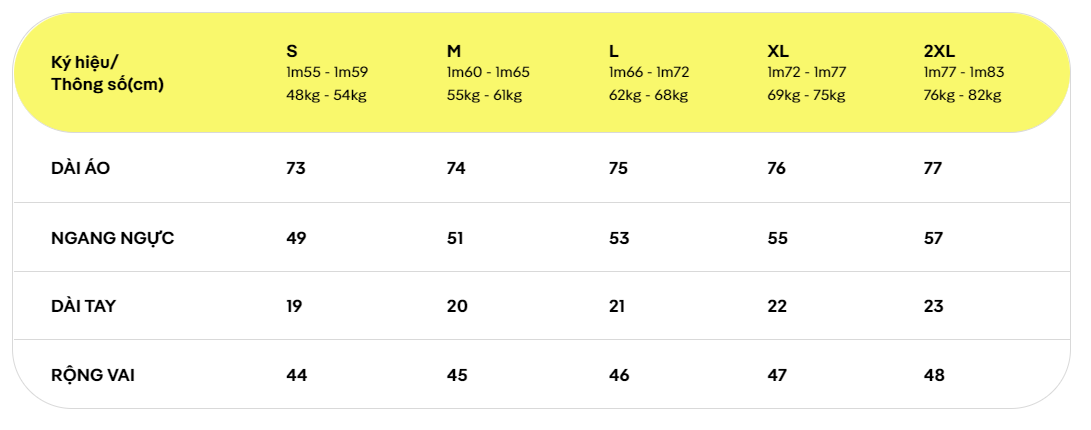 Ký hiệu/
Thông số(cm)
S
1m55 - 1m59
48kg - 54kg
M
1m60 - 1m65
55kg - 61kg
L
1m66 - 1m72
62kg - 68kg
XL
1m72 - 1m77
69kg - 75kg
2XL
1m77 - 1m83
76kg - 82kg
DÀI ÁO 73 74 75 76 77
NGANG NGỰC 49 51 53 55 57
DÀI TAY 19 20 21 22 23
RỘNG VAI 44 45 46 47 48